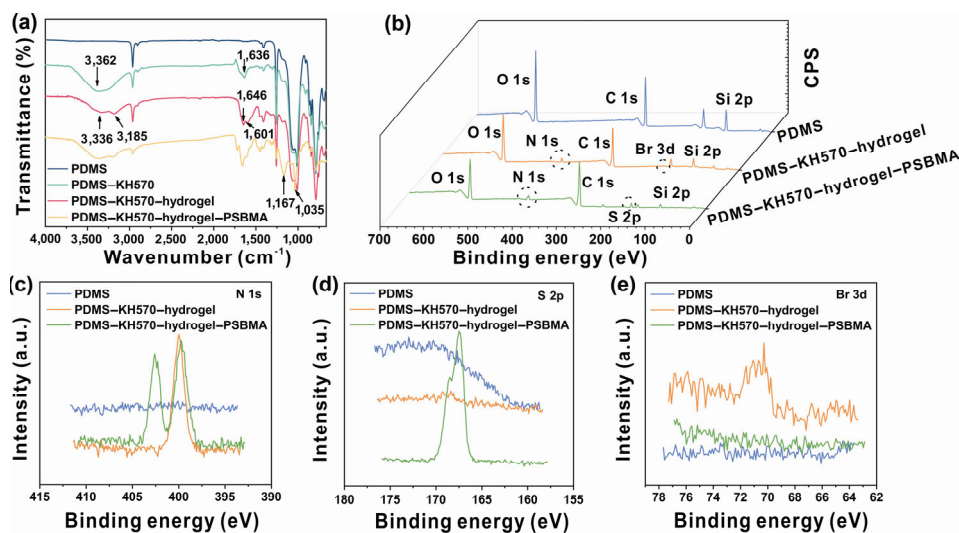 (a)
Transmittance (%)
3,362
1,636
1,646
3,336
3,185
1,601
PDMS
PDMS–KH570
PDMS–KH570–hydrogel
PDMS–KH570–hydrogel–PSBMA
1,167
1,035
4,000 3,000 2,000 1,000
Wavenumber (cm⁻¹)
(b)
CPS
O 1s
C 1s
Si 2p
PDMS
O 1s
N 1s
C 1s
Br 3d
Si 2p
PDMS–KH570–hydrogel
O 1s
N 1s
C 1s
S 2p
Si 2p
PDMS–KH570–hydrogel–PSBMA
700 600 500 400 300 200 100 0
Binding energy (eV)
(c)
N 1s
PDMS
PDMS–KH570–hydrogel
PDMS–KH570–hydrogel–PSBMA
Intensity (a.u.)
415 410 405 400 395 390
Binding energy (eV)
(d)
S 2p
PDMS
PDMS–KH570–hydrogel
PDMS–KH570–hydrogel–PSBMA
Intensity (a.u.)
180 175 170 165 160 155
Binding energy (eV)
(e)
Br 3d
PDMS
PDMS–KH570–hydrogel
PDMS–KH570–hydrogel–PSBMA
Intensity (a.u.)
78 76 74 72 70 68 66 64 62
Binding energy (eV)